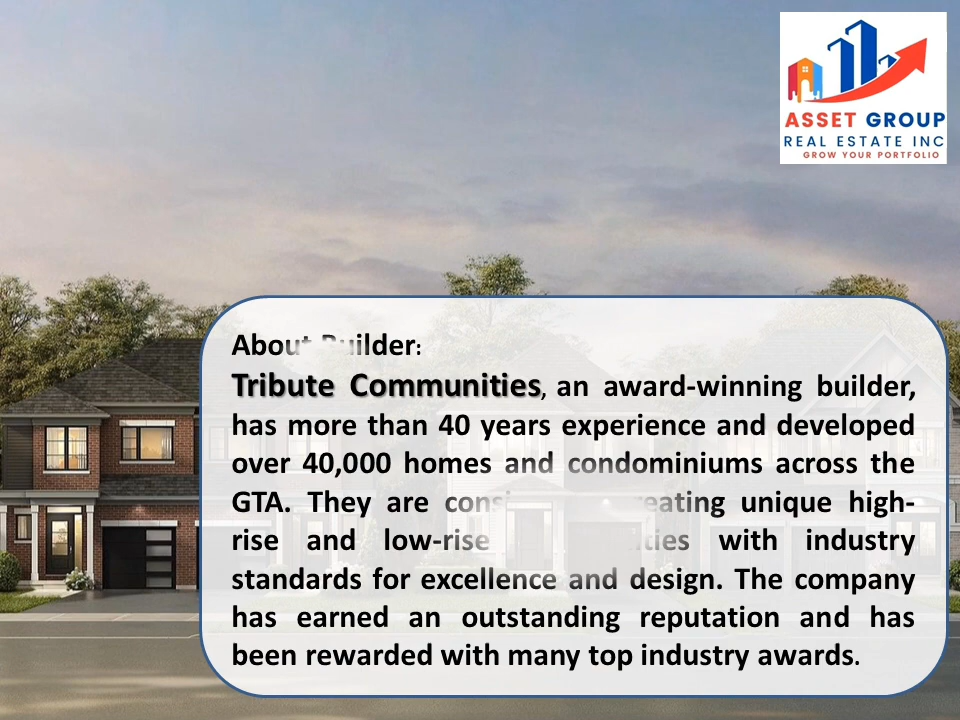 ASSET GROUP
REAL ESTATE INC
GROW YOUR PORTFOLIO
About Builder:
Tribute Communities, an award-winning builder,
has more than 40 years experience and developed
over 40,000 homes and condominiums across the
GTA. They are unique high-
rise and low-rise with industry
standards for excellence and design. The company
has earned an outstanding reputation and has
been rewarded with many top industry awards.